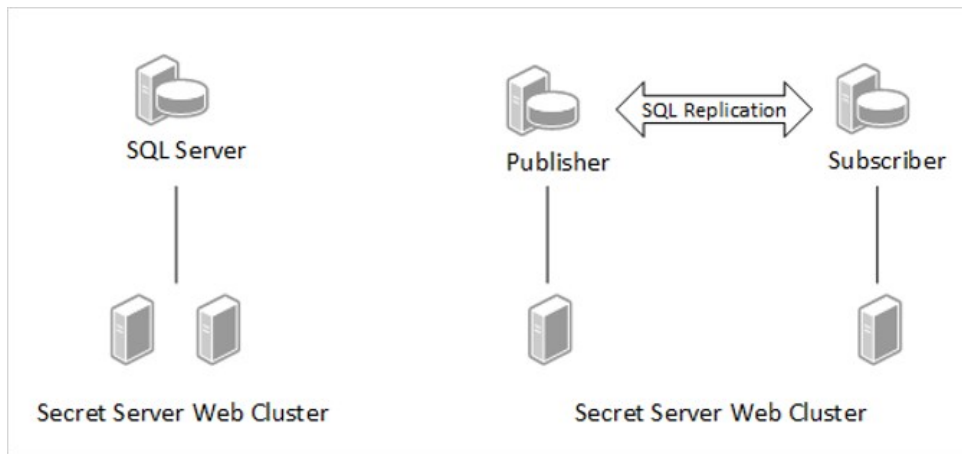 SQL Server
Secret Server Web Cluster
SQL Replication
Publisher
Subscriber
Secret Server Web Cluster